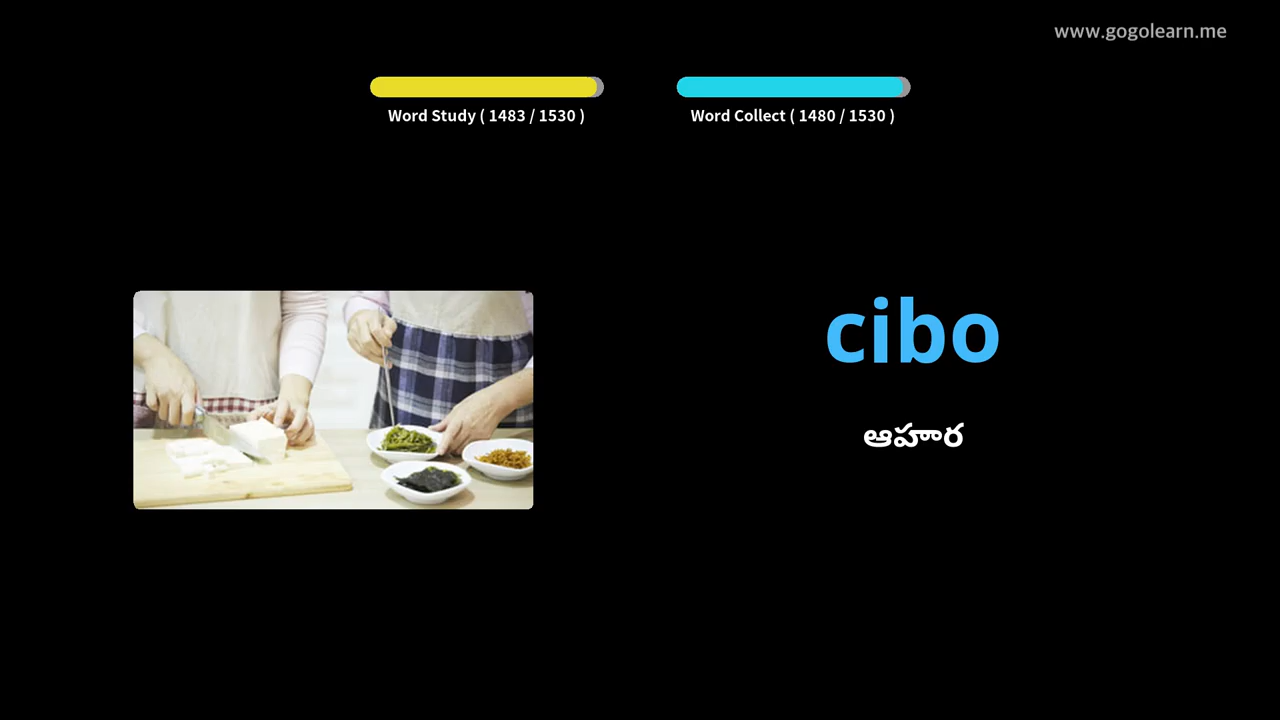 www.gogolearn.me
Word Study ( 1483 / 1530 )
Word Collect ( 1480 / 1530 )
cibo
ఆహార